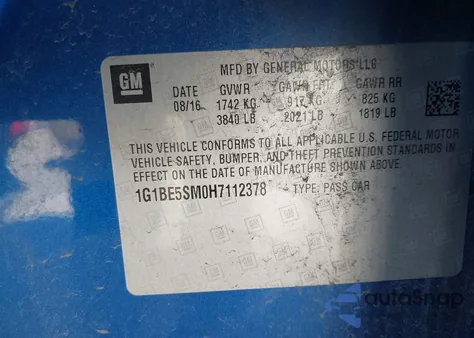 GM
MFD BY GENERAL MOTORS LLC
DATE GVWR GAWR FRT GAWR RR
08/16 1742 KG 917 KG 825 KG
3840 LB 2021 LB 1819 LB
THIS VEHICLE CONFORMS TO ALL APPLICABLE U.S. FEDERAL MOTOR
VEHICLE SAFETY, BUMPER, AND THEFT PREVENTION STANDARDS IN
EFFECT ON THE DATE OF MANUFACTURE SHOWN ABOVE.
1G1BE5SM0H7112378 TYPE: PASS CAR
autoSnap